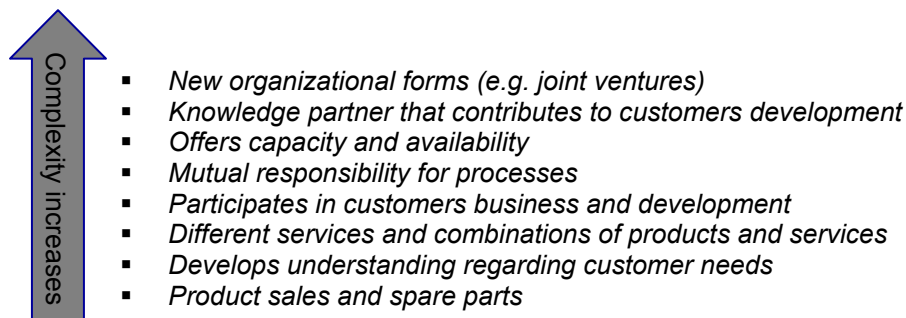 Complexity increases
▪ New organizational forms (e.g. joint ventures)
▪ Knowledge partner that contributes to customers development
▪ Offers capacity and availability
▪ Mutual responsibility for processes
▪ Participates in customers business and development
▪ Different services and combinations of products and services
▪ Develops understanding regarding customer needs
▪ Product sales and spare parts